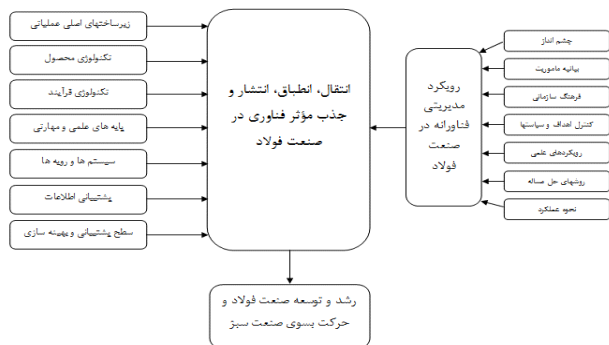 چشم انداز
بیانیه ماموریت
فرهنگ سازمانی
کنترل اهداف و سیاستها
رویکردهای علمی
روشهای حل مساله
نحوه عملکرد
رویکرد
مدیریتی
فناورانه در
صنعت
فولاد
انتقال، انطباق، انتشار و
جذب مؤثر فناوری در
صنعت فولاد
زیرساختهای اصلی عملیاتی
تکنولوژی محصول
تکنولوژی فرآیند
پایه های علمی و مهارتی
سیستم ها و رویه ها
پشتیبانی اطلاعات
سطح پشتیبانی و بهینه سازی
رشد و توسعه صنعت فولاد و
حرکت بسوی صنعت سبز